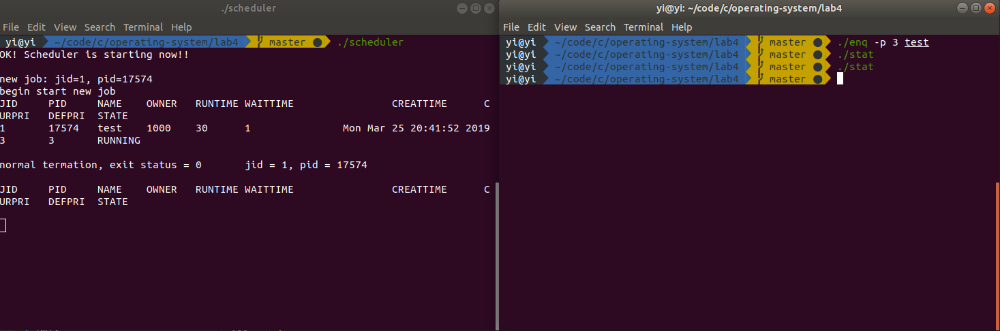 ./scheduler
File Edit View Search Terminal Help
yi@yi ~/code/c/operating-system/lab4 master ● ./scheduler
OK! Scheduler is starting now!!
new job: jid=1, pid=17574
begin start new job
JID PID NAME OWNER RUNTIME WAITTIME CREATTIME C
URPRI DEFPRI STATE
1 17574 test 1000 30 1 Mon Mar 25 20:41:52 2019
3 3 RUNNING
normal termation, exit status = 0 jid = 1, pid = 17574
JID PID NAME OWNER RUNTIME WAITTIME CREATTIME C
URPRI DEFPRI STATE
yi@yi: ~/code/c/operating-system/lab4
File Edit View Search Terminal Help
yi@yi ~/code/c/operating-system/lab4 master ● ./enq -p 3 test
yi@yi ~/code/c/operating-system/lab4 master ● ./stat
yi@yi ~/code/c/operating-system/lab4 master ● ./stat
yi@yi ~/code/c/operating-system/lab4 master ●